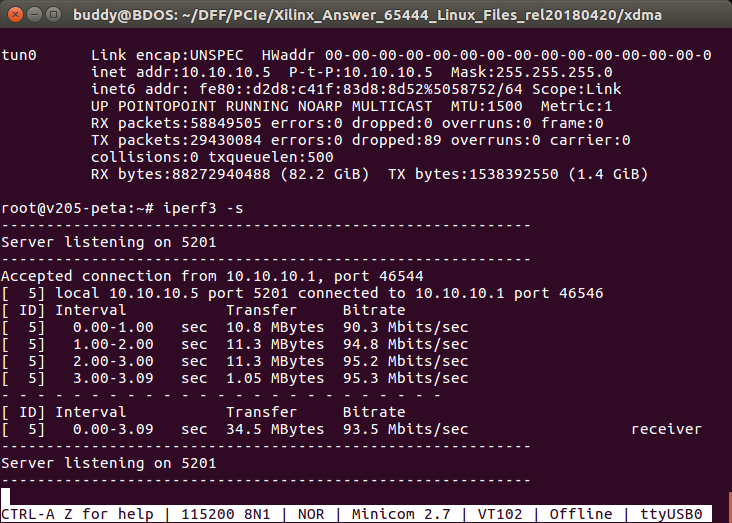 buddy@BDOS: ~/DFF/PCIe/Xilinx_Answer_65444_Linux_Files_rel20180420/xdma
tun0      Link encap:UNSPEC  HWaddr 00-00-00-00-00-00-00-00-00-00-00-00-00-00-00-0
          inet addr:10.10.10.5  P-t-P:10.10.10.5  Mask:255.255.255.0
          inet6 addr: fe80::d2d8:c41f:83d8:8d52%5058752/64 Scope:Link
          UP POINTOPOINT RUNNING NOARP MULTICAST  MTU:1500  Metric:1
          RX packets:58849505 errors:0 dropped:0 overruns:0 frame:0
          TX packets:29430084 errors:0 dropped:89 overruns:0 carrier:0
          collisions:0 txqueuelen:500
          RX bytes:88272940488 (82.2 GiB)  TX bytes:1538392550 (1.4 GiB)
root@v205-peta:~# iperf3 -s
-----------------------------------------------------------
Server listening on 5201
-----------------------------------------------------------
Accepted connection from 10.10.10.1, port 46544
[  5] local 10.10.10.5 port 5201 connected to 10.10.10.1 port 46546
[ ID] Interval           Transfer     Bitrate
[  5]   0.00-1.00   sec  10.8 MBytes  90.3 Mbits/sec
[  5]   1.00-2.00   sec  11.3 MBytes  94.8 Mbits/sec
[  5]   2.00-3.00   sec  11.3 MBytes  95.2 Mbits/sec
[  5]   3.00-3.09   sec  1.05 MBytes  95.3 Mbits/sec
- - - - - - - - - - - - - - - - - - - - - - - - -
[ ID] Interval           Transfer     Bitrate
[  5]   0.00-3.09   sec  34.5 MBytes  93.5 Mbits/sec                  receiver
-----------------------------------------------------------
Server listening on 5201
-----------------------------------------------------------
CTRL-A Z for help | 115200 8N1 | NOR | Minicom 2.7 | VT102 | Offline | ttyUSB0